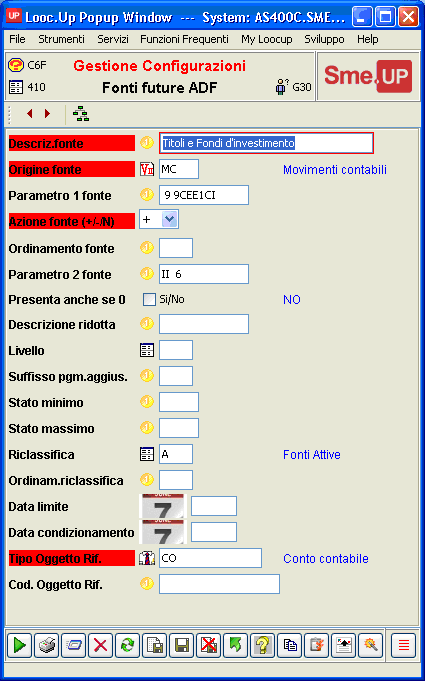 UP Looc.Up Popup Window --- System: AS400C.SME...
File Strumenti Servizi Funzioni Frequenti My Loocup Sviluppo Help
C6F Gestione Configurazioni
410 Fonti future ADF G30
Sme.UP
Descriz.fonte Titoli e Fondi d'investimento
Origine fonte MC Movimenti contabili
Parametro 1 fonte 9 9CEE1CI
Azione fonte (+/-/N) +
Ordinamento fonte
Parametro 2 fonte II 6
Presenta anche se 0 Si/No NO
Descrizione ridotta
Livello
Suffisso pgm.aggius.
Stato minimo
Stato massimo
Riclassifica A Fonti Attive
Ordinam.riclassifica
Data limite 7
Data condizionamento 7
Tipo Oggetto Rif. CO Conto contabile
Cod. Oggetto Rif.